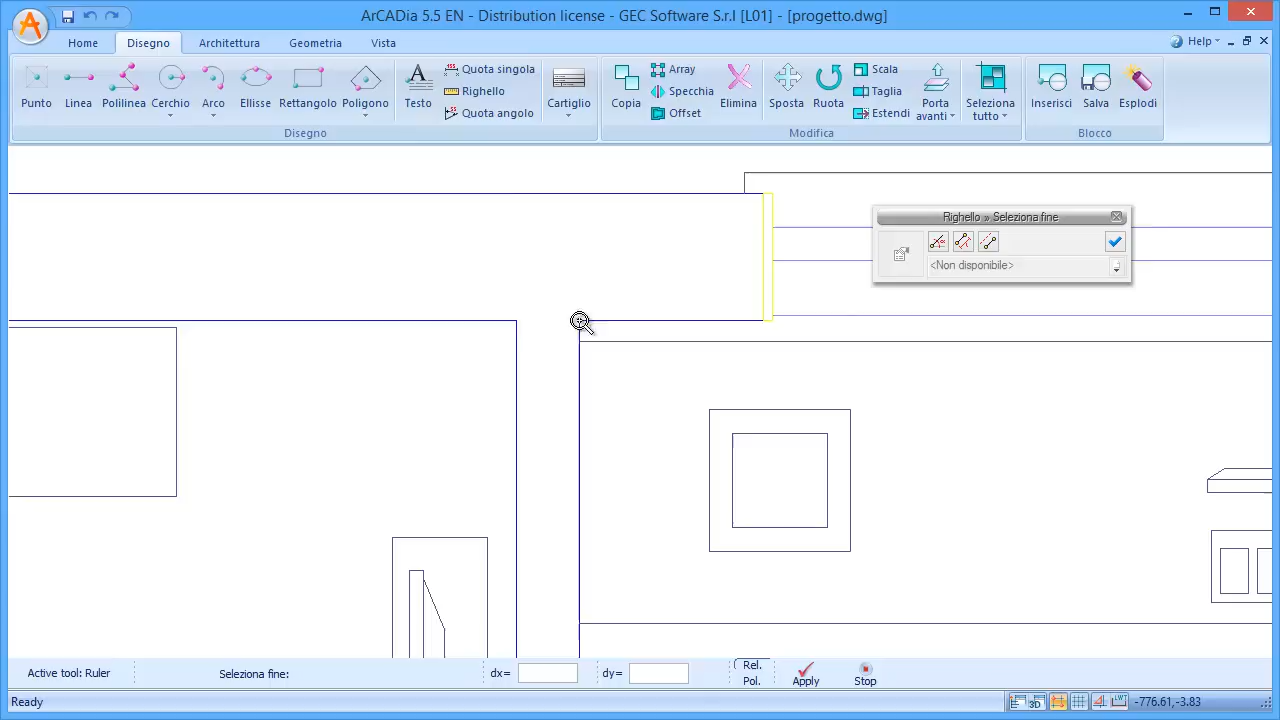 ArCADia 5.5 EN - Distribution license - GEC Software S.r.l [L01] - [progetto.dwg]
Home Disegno Architettura Geometria Vista Help
Punto Linea Polilinea Cerchio Arco Ellisse Rettangolo Poligono Testo
Quota singola
Righello
Quota angolo
Cartiglio
Copia
Array
Specchia
Offset
Elimina Sposta Ruota
Scala
Taglia
Estendi
Porta avanti
Seleziona tutto
Inserisci Salva Esplodi
Disegno Modifica Blocco
Righello » Seleziona fine
<Non disponibile>
Active tool: Ruler Seleziona fine: dx= dy= Rel. Pol. Apply Stop
Ready 3D -776.61,-3.83